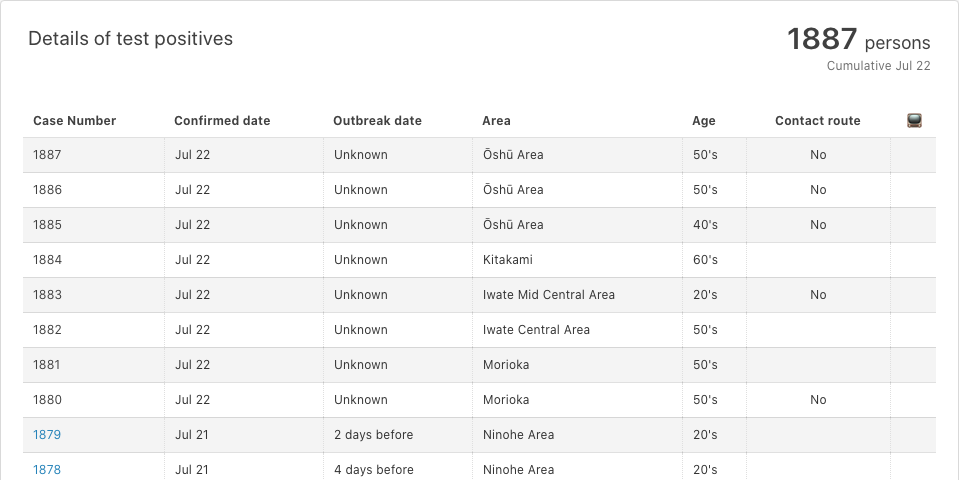 Details of test positives
1887 persons
Cumulative Jul 22
Case Number Confirmed date Outbreak date Area Age Contact route
1887 Jul 22 Unknown Ōshū Area 50's No
1886 Jul 22 Unknown Ōshū Area 50's No
1885 Jul 22 Unknown Ōshū Area 40's No
1884 Jul 22 Unknown Kitakami 60's
1883 Jul 22 Unknown Iwate Mid Central Area 20's No
1882 Jul 22 Unknown Iwate Central Area 50's
1881 Jul 22 Unknown Morioka 50's
1880 Jul 22 Unknown Morioka 50's No
1879 Jul 21 2 days before Ninohe Area 20's
1878 Jul 21 4 days before Ninohe Area 20's